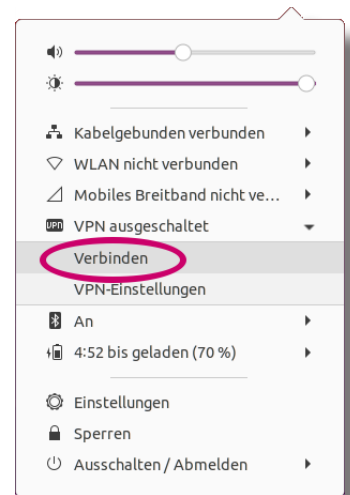 Kabelgebunden verbunden
WLAN nicht verbunden
Mobiles Breitband nicht ve...
VPN VPN ausgeschaltet
Verbinden
VPN-Einstellungen
An
4:52 bis geladen (70 %)
Einstellungen
Sperren
Ausschalten / Abmelden